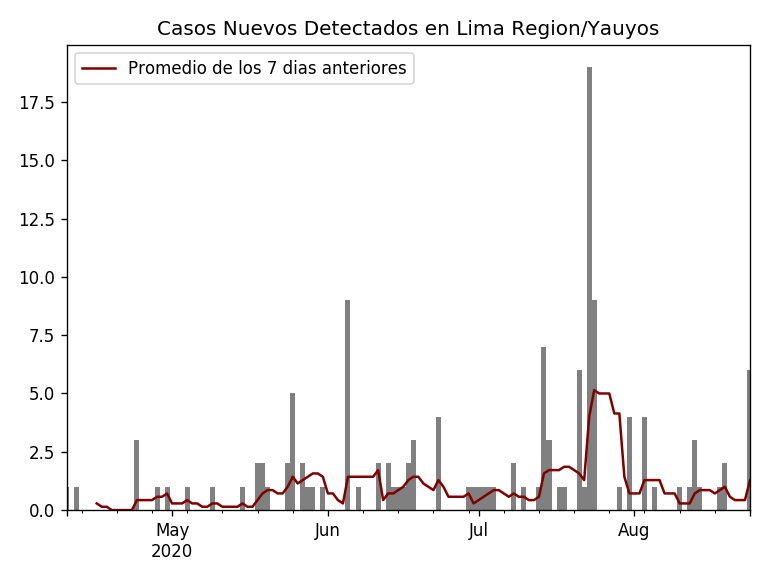 Casos Nuevos Detectados en Lima Region/Yauyos
Promedio de los 7 dias anteriores
17.5
15.0
12.5
10.0
7.5
5.0
2.5
0.0
May
2020
Jun
Jul
Aug